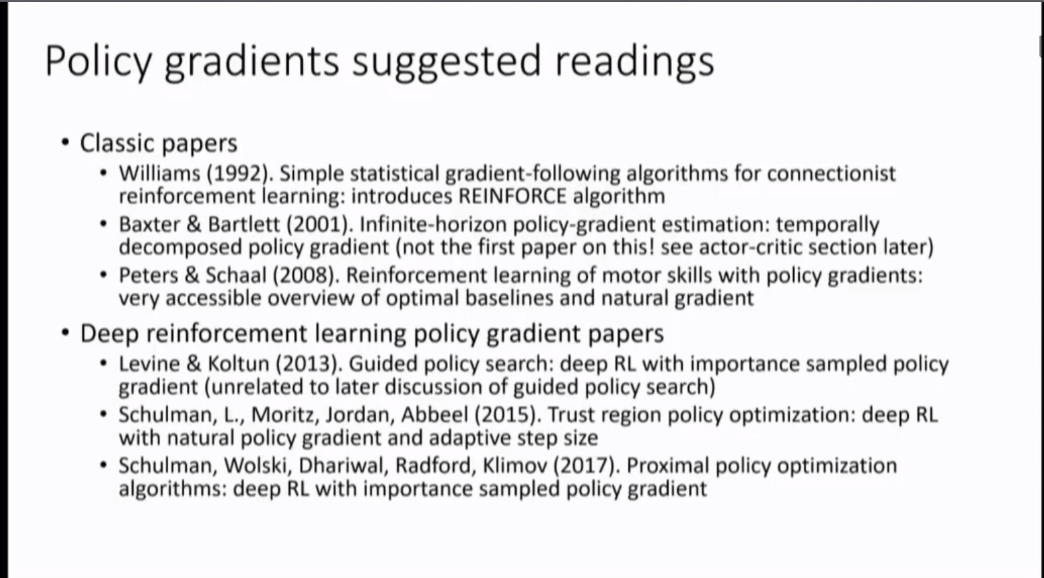 Policy gradients suggested readings
• Classic papers
• Williams (1992). Simple statistical gradient-following algorithms for connectionist
reinforcement learning: introduces REINFORCE algorithm
• Baxter & Bartlett (2001). Infinite-horizon policy-gradient estimation: temporally
decomposed policy gradient (not the first paper on this! see actor-critic section later)
• Peters & Schaal (2008). Reinforcement learning of motor skills with policy gradients:
very accessible overview of optimal baselines and natural gradient
• Deep reinforcement learning policy gradient papers
• Levine & Koltun (2013). Guided policy search: deep RL with importance sampled policy
gradient (unrelated to later discussion of guided policy search)
• Schulman, L., Moritz, Jordan, Abbeel (2015). Trust region policy optimization: deep RL
with natural policy gradient and adaptive step size
• Schulman, Wolski, Dhariwal, Radford, Klimov (2017). Proximal policy optimization
algorithms: deep RL with importance sampled policy gradient